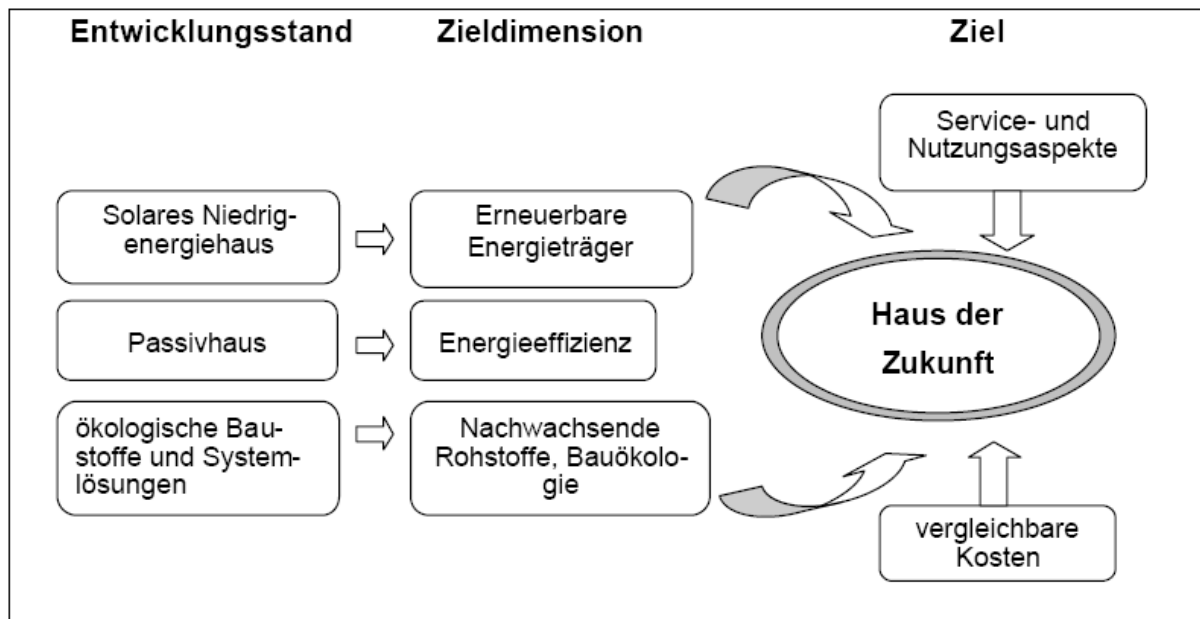 Entwicklungsstand
Zieldimension
Ziel
Service- und
Nutzungsaspekte
Solares Niedrig-
energiehaus
Erneuerbare
Energieträger
Passivhaus
Energieeffizienz
Haus der
Zukunft
ökologische Bau-
stoffe und System-
lösungen
Nachwachsende
Rohstoffe, Bauökolo-
gie
vergleichbare
Kosten